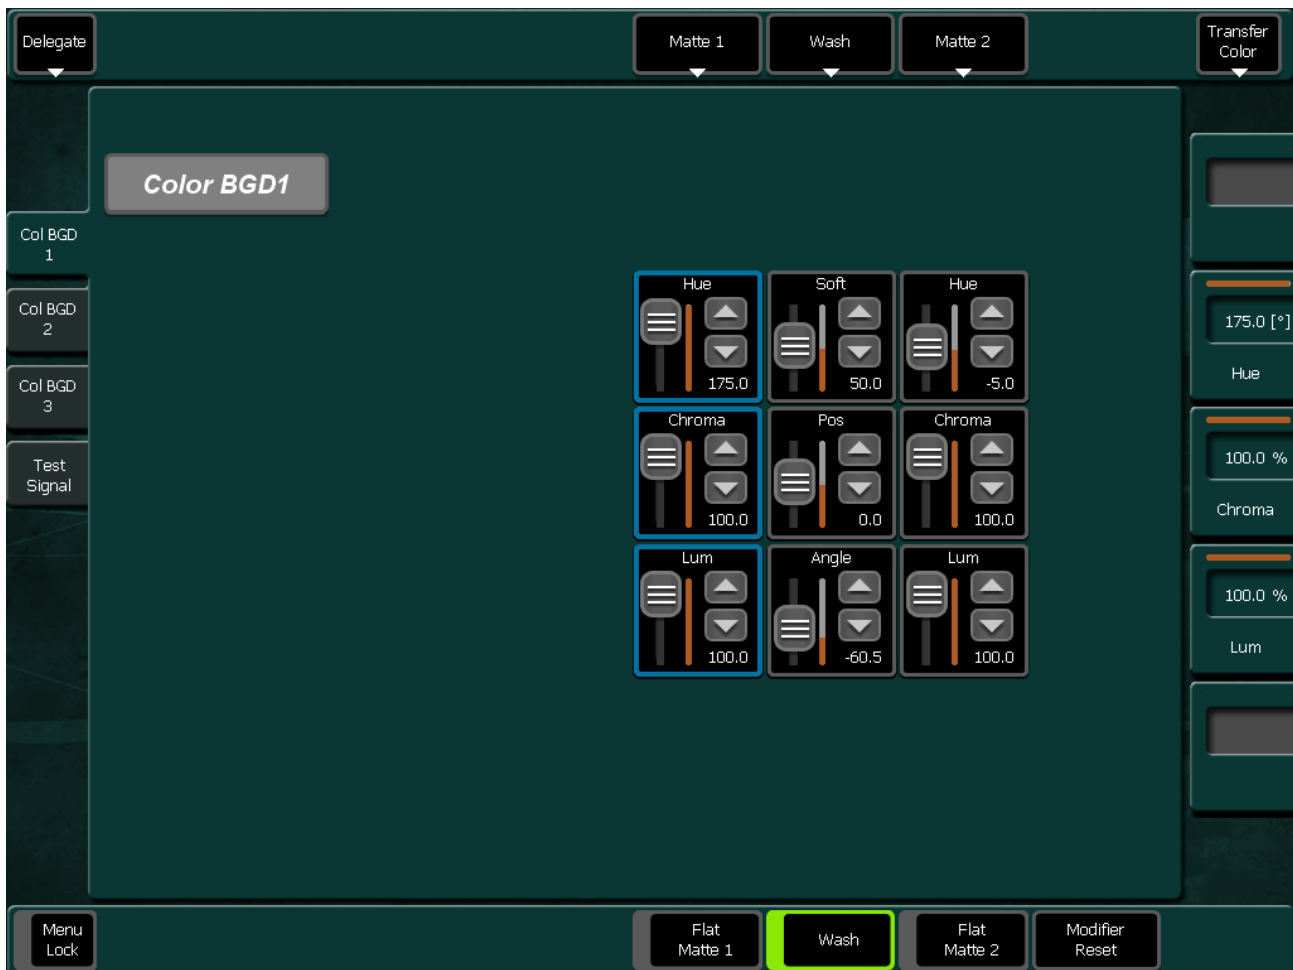 Delegate
Matte 1
Wash
Matte 2
Transfer
Color
Color BGD1
Col BGD
1
Col BGD
2
Col BGD
3
Test
Signal
Hue
175.0
Soft
50.0
Hue
-5.0
Chroma
100.0
Pos
0.0
Chroma
100.0
Lum
100.0
Angle
-60.5
Lum
100.0
175.0 [°]
Hue
100.0 %
Chroma
100.0 %
Lum
Menu
Lock
Flat
Matte 1
Wash
Flat
Matte 2
Modifier
Reset